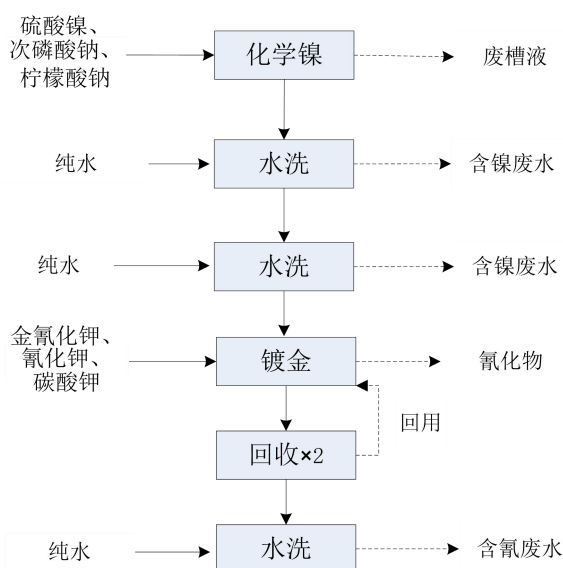 硫酸镍、
次磷酸钠、
柠檬酸钠
化学镍
废槽液
纯水
水洗
含镍废水
纯水
水洗
含镍废水
金氰化钾、
氰化钾、
碳酸钾
镀金
氰化物
回用
回收×2
纯水
水洗
含氰废水